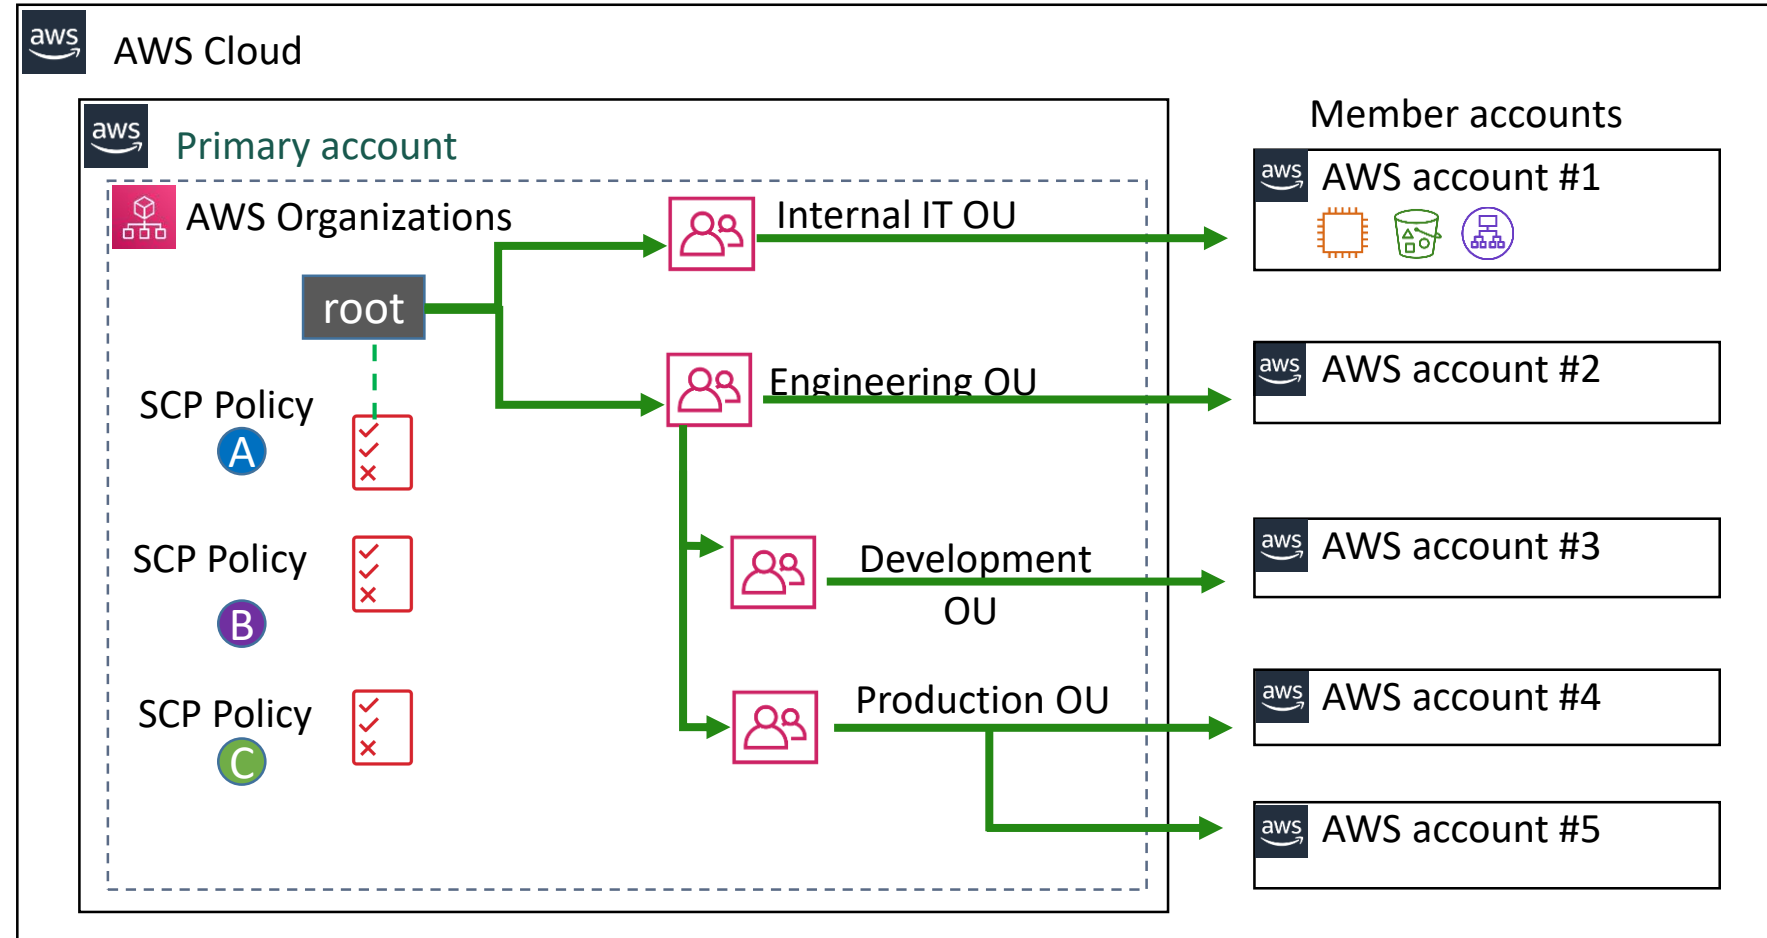 aws
AWS Cloud
aws
Primary account
AWS Organizations
root
SCP Policy
A
SCP Policy
B
SCP Policy
C
Internal IT OU
Engineering OU
Development
OU
Production OU
Member accounts
aws
AWS account #1
aws
AWS account #2
aws
AWS account #3
aws
AWS account #4
aws
AWS account #5